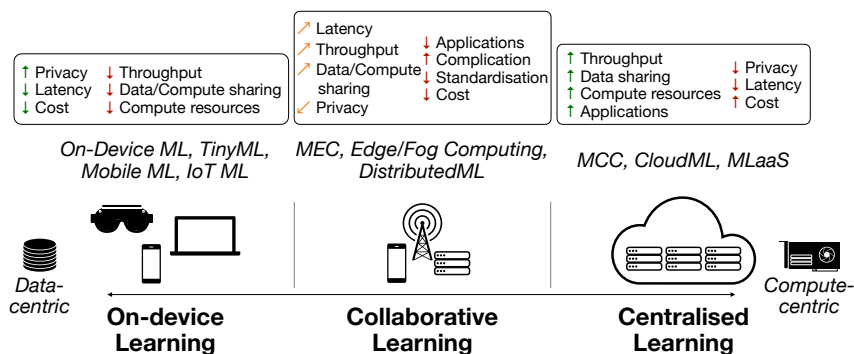 ↑ Privacy
↓ Latency
↓ Cost
↓ Throughput
↓ Data/Compute sharing
↓ Compute resources
↗ Latency
↗ Throughput
↗ Data/Compute
sharing
↙ Privacy
↓ Applications
↑ Complication
↓ Standardisation
↓ Cost
↑ Throughput
↑ Data sharing
↑ Compute resources
↑ Applications
↓ Privacy
↓ Latency
↑ Cost
On-Device ML, TinyML,
Mobile ML, IoT ML
MEC, Edge/Fog Computing,
DistributedML
MCC, CloudML, MLaaS
Data-
centric
Compute-
centric
On-device
Learning
Collaborative
Learning
Centralised
Learning